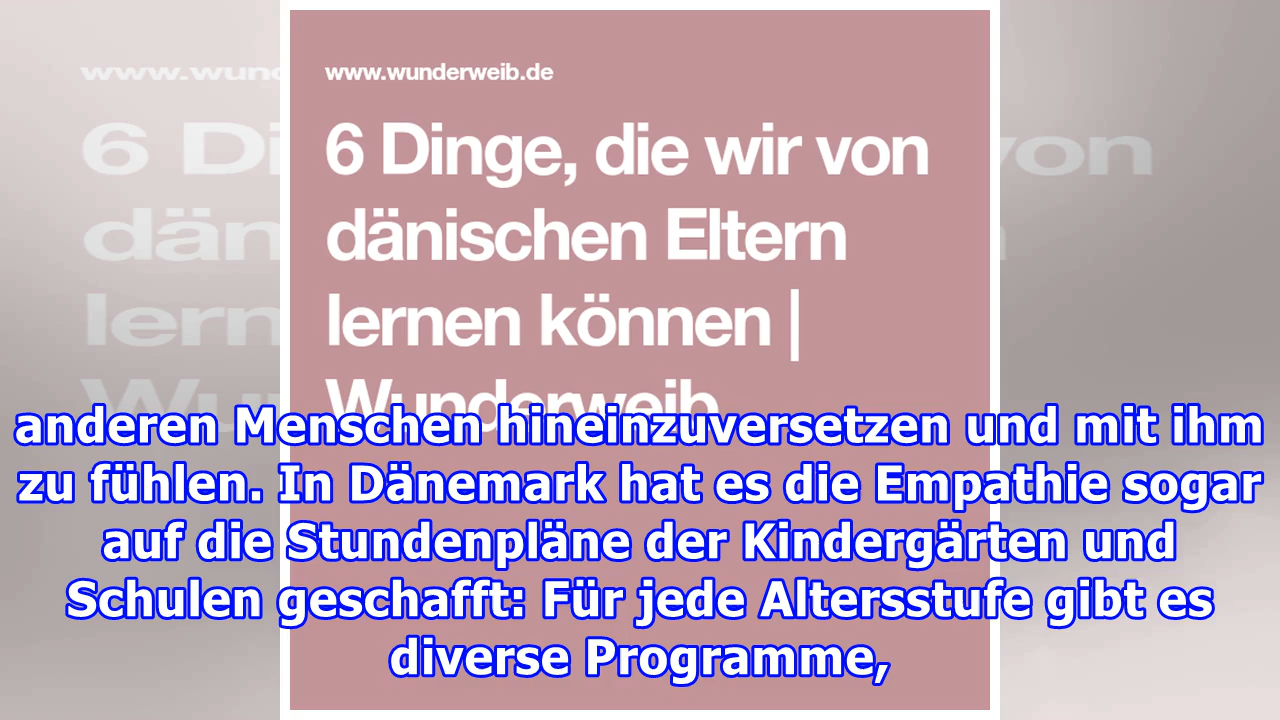 www.wunderweib.de
6 Dinge, die wir von
dänischen Eltern
lernen können |
Wunderweib
anderen Menschen hineinzuversetzen und mit ihm
zu fühlen. In Dänemark hat es die Empathie sogar
auf die Stundenpläne der Kindergärten und
Schulen geschafft: Für jede Altersstufe gibt es
diverse Programme,